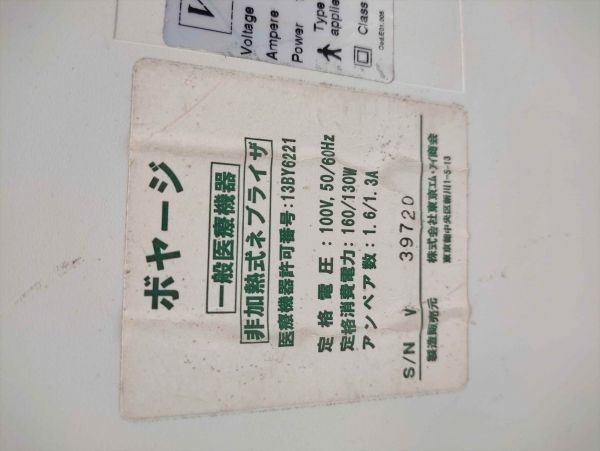 Voltage
Ampere
Power
Type
applie
Class
ボヤージ
一般医療機器
非加熱式ネブライザ
医療機器許可番号:13BY6221
定格電圧:100V,50/60Hz
定格消費電力:160/130W
アンペア数:1.6/1.3A
S/N V 39720
製造販売元 株式会社東京エム・アイ商会
東京都中央区新川1-5-13